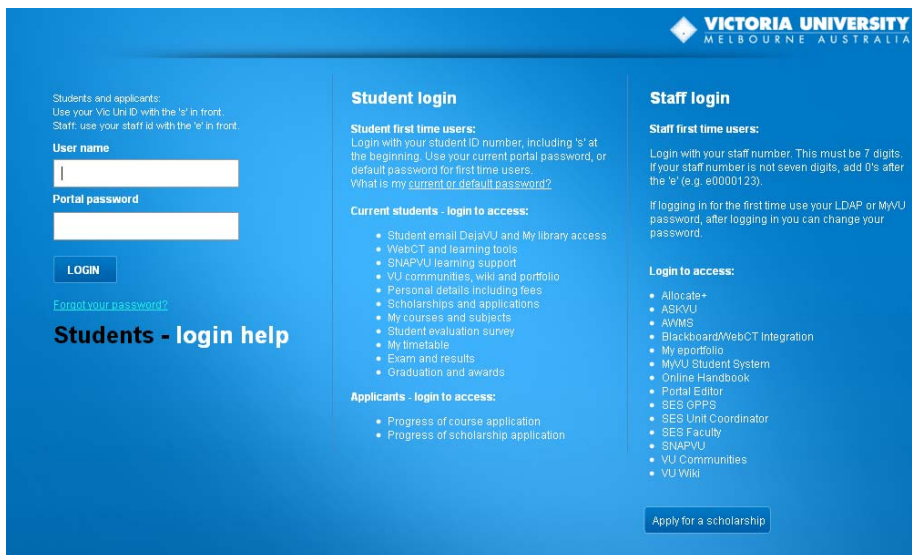 VICTORIA UNIVERSITY
MELBOURNE AUSTRALIA
Students and applicants:
Use your Vic Uni ID with the 's' in front.
Staff: use your staff id with the 'e' in front.
User name
Portal password
LOGIN
Forgot your password?
Students - login help
Student login
Student first time users:
Login with your student ID number, including 's' at
the beginning. Use your current portal password, or
default password for first time users.
What is my current or default password?
Current students - login to access:
Student email DejaVU and My library access
WebCT and learning tools
SNAPVU learning support
VU communities, wiki and portfolio
Personal details including fees
Scholarships and applications
My courses and subjects
Student evaluation survey
My timetable
Exam and results
Graduation and awards
Applicants - login to access:
Progress of course application
Progress of scholarship application
Staff login
Staff first time users:
Login with your staff number. This must be 7 digits.
If your staff number is not seven digits, add 0's after
the 'e' (e.g. e0000123).
If logging in for the first time use your LDAP or MyVU
password, after logging in you can change your
password.
Login to access:
Allocate+
ASKVU
AWMS
Blackboard/WebCT Integration
My eportfolio
MyVU Student System
Online Handbook
Portal Editor
SES GPPS
SES Unit Coordinator
SES Faculty
SNAPVU
VU Communities
VU Wiki
Apply for a scholarship